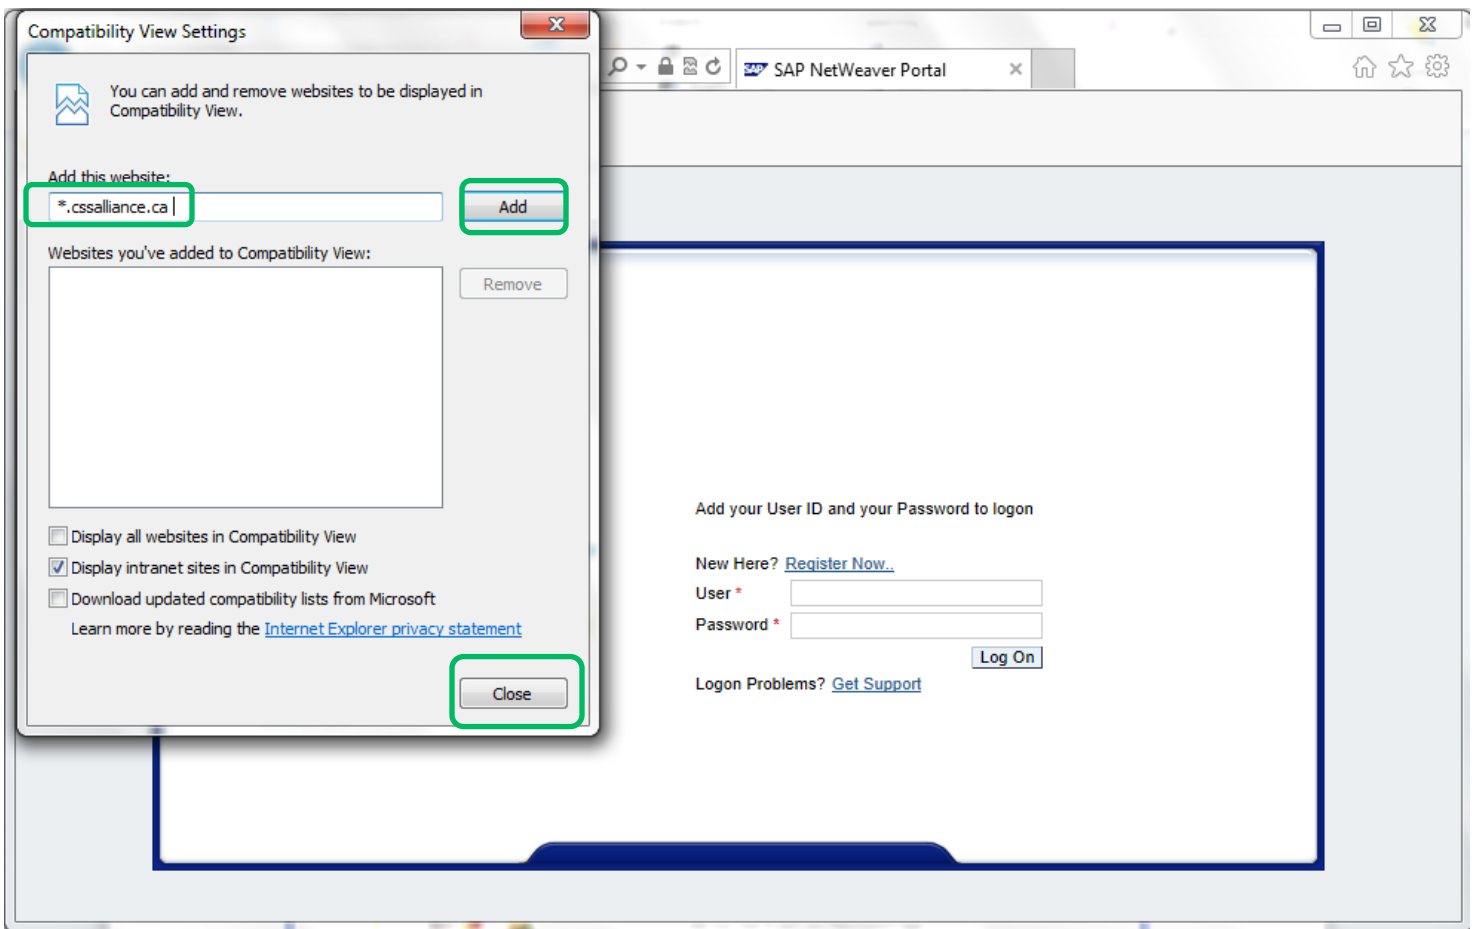 Compatibility View Settings
You can add and remove websites to be displayed in
Compatibility View.
Add this website:
*.cssalliance.ca
Add
Websites you've added to Compatibility View:
Remove
Display all websites in Compatibility View
Display intranet sites in Compatibility View
Download updated compatibility lists from Microsoft
Learn more by reading the Internet Explorer privacy statement
Close
SAP SAP NetWeaver Portal
Add your User ID and your Password to logon
New Here? Register Now..
User *
Password *
Log On
Logon Problems? Get Support